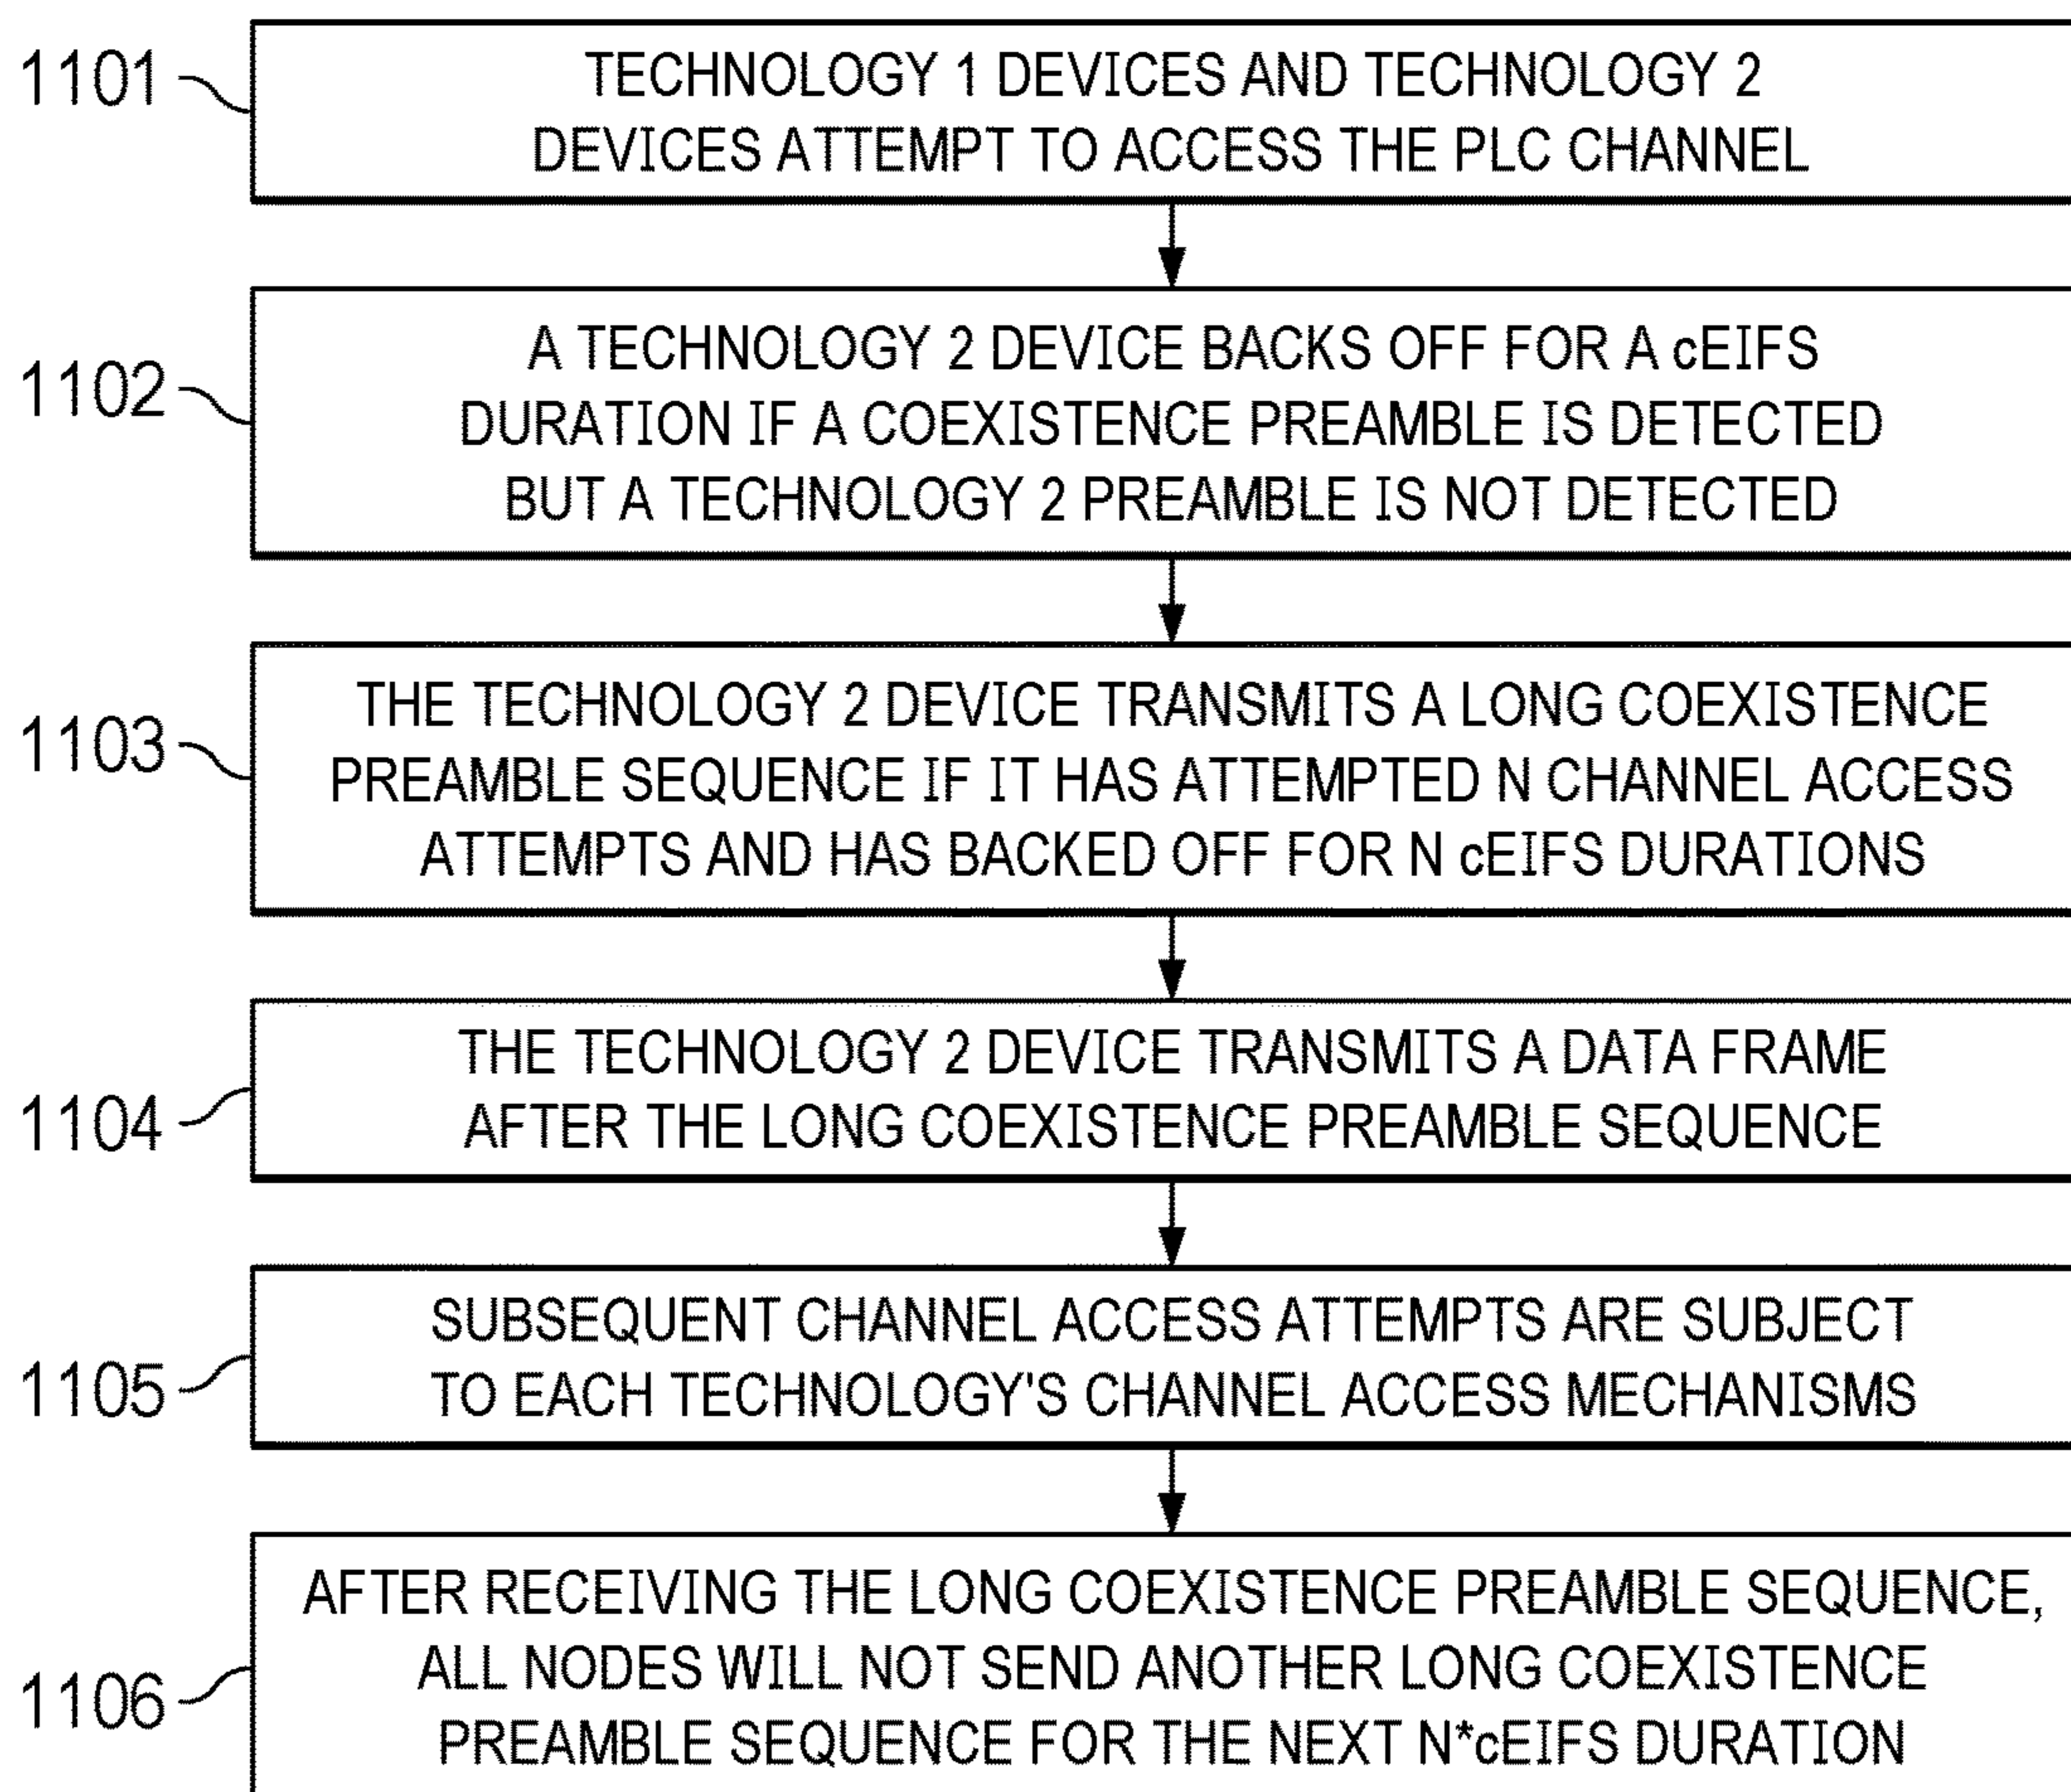 1101
TECHNOLOGY 1 DEVICES AND TECHNOLOGY 2
DEVICES ATTEMPT TO ACCESS THE PLC CHANNEL
1102
A TECHNOLOGY 2 DEVICE BACKS OFF FOR A cEIFS
DURATION IF A COEXISTENCE PREAMBLE IS DETECTED
BUT A TECHNOLOGY 2 PREAMBLE IS NOT DETECTED
1103
THE TECHNOLOGY 2 DEVICE TRANSMITS A LONG COEXISTENCE
PREAMBLE SEQUENCE IF IT HAS ATTEMPTED N CHANNEL ACCESS
ATTEMPTS AND HAS BACKED OFF FOR N cEIFS DURATIONS
1104
THE TECHNOLOGY 2 DEVICE TRANSMITS A DATA FRAME
AFTER THE LONG COEXISTENCE PREAMBLE SEQUENCE
1105
SUBSEQUENT CHANNEL ACCESS ATTEMPTS ARE SUBJECT
TO EACH TECHNOLOGY'S CHANNEL ACCESS MECHANISMS
1106
AFTER RECEIVING THE LONG COEXISTENCE PREAMBLE SEQUENCE,
ALL NODES WILL NOT SEND ANOTHER LONG COEXISTENCE
PREAMBLE SEQUENCE FOR THE NEXT N*cEIFS DURATION